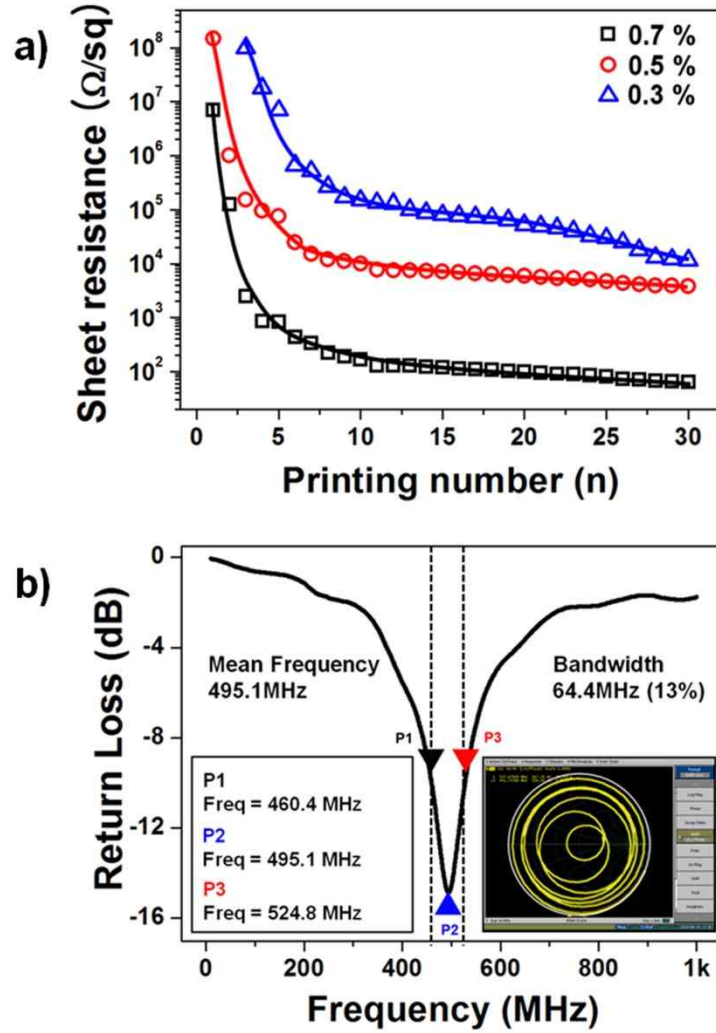 a)
Sheet resistance (Ω/sq)
10⁸
10⁷
10⁶
10⁵
10⁴
10³
10²
0.7 %
0.5 %
0.3 %
0 5 10 15 20 25 30
Printing number (n)
b)
Return Loss (dB)
0
-4
-8
-12
-16
Mean Frequency
495.1MHz
Bandwidth
64.4MHz (13%)
P1
P3
P1
Freq = 460.4 MHz
P2
Freq = 495.1 MHz
P3
Freq = 524.8 MHz
P2
0 200 400 600 800 1k
Frequency (MHz)